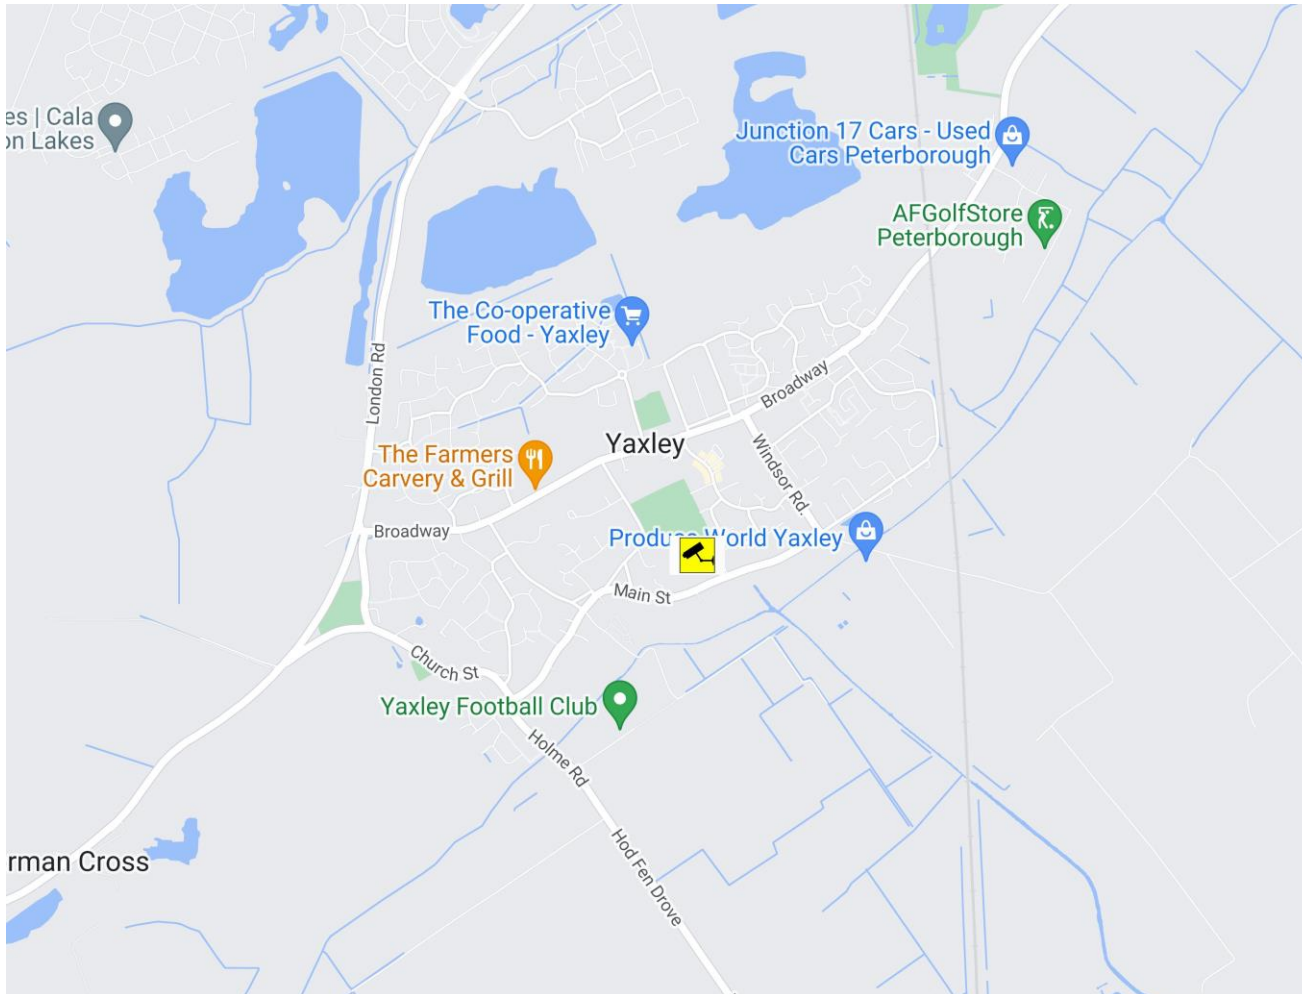 es | Cala
on Lakes
Junction 17 Cars - Used
Cars Peterborough
AFGolfStore
Peterborough
The Co-operative
Food - Yaxley
London Rd
Broadway
Yaxley
The Farmers
Carvery & Grill
Windsor Rd.
Broadway
Produce World Yaxley
Main St
Church St
Yaxley Football Club
Holme Rd
Hod Fen Drove
rman Cross